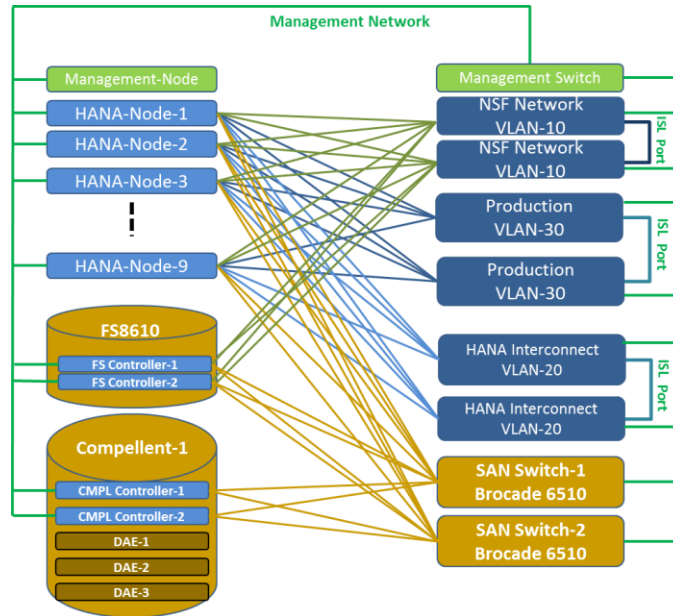 Management Network
Management-Node
HANA-Node-1
HANA-Node-2
HANA-Node-3
HANA-Node-9
FS8610
FS Controller-1
FS Controller-2
Compellent-1
CMPL Controller-1
CMPL Controller-2
DAE-1
DAE-2
DAE-3
Management Switch
NSF Network
VLAN-10
NSF Network
VLAN-10
ISL Port
Production
VLAN-30
Production
VLAN-30
ISL Port
HANA Interconnect
VLAN-20
HANA Interconnect
VLAN-20
ISL Port
SAN Switch-1
Brocade 6510
SAN Switch-2
Brocade 6510